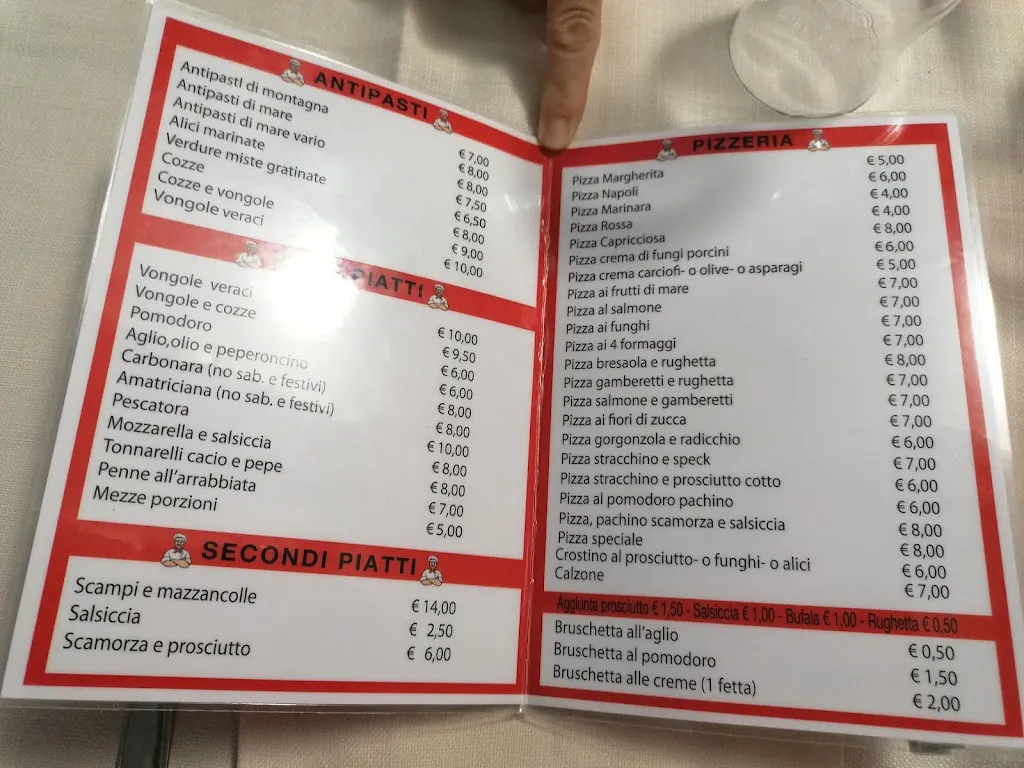 ANTIPASTI
Antipasti di montagna € 7,00
Antipasti di mare € 8,00
Antipasti di mare vario € 8,00
Alici marinate € 7,50
Verdure miste gratinate € 6,50
Cozze € 8,00
Cozze e vongole € 9,00
Vongole veraci € 10,00
PIATTI
Vongole veraci € 10,00
Vongole e cozze € 9,50
Pomodoro € 6,00
Aglio,olio e peperoncino € 6,00
Carbonara (no sab. e festivi) € 8,00
Amatriciana (no sab. e festivi) € 8,00
Pescatora € 10,00
Mozzarella e salsiccia € 8,00
Tonnarelli cacio e pepe € 8,00
Penne all'arrabbiata € 7,00
Mezze porzioni € 5,00
SECONDI PIATTI
Scampi e mazzancolle € 14,00
Salsiccia € 2,50
Scamorza e prosciutto € 6,00
PIZZERIA
Pizza Margherita € 5,00
Pizza Napoli € 6,00
Pizza Marinara € 4,00
Pizza Rossa € 4,00
Pizza Capricciosa € 8,00
Pizza crema di fungi porcini € 6,00
Pizza crema carciofi- o olive- o asparagi € 5,00
Pizza ai frutti di mare € 7,00
Pizza al salmone € 7,00
Pizza ai funghi € 7,00
Pizza ai 4 formaggi € 7,00
Pizza bresaola e rughetta € 8,00
Pizza gamberetti e rughetta € 7,00
Pizza salmone e gamberetti € 7,00
Pizza ai fiori di zucca € 7,00
Pizza gorgonzola e radicchio € 6,00
Pizza stracchino e speck € 7,00
Pizza stracchino e prosciutto cotto € 6,00
Pizza al pomodoro pachino € 6,00
Pizza, pachino scamorza e salsiccia € 8,00
Pizza speciale € 8,00
Crostino al prosciutto- o funghi- o alici € 6,00
Calzone € 7,00
Aggiunta prosciutto € 1,50 - Salsiccia € 1,00 - Bufala € 1,00 - Rughetta € 0,50
Bruschetta all'aglio € 0,50
Bruschetta al pomodoro € 1,50
Bruschetta alle creme (1 fetta) € 2,00